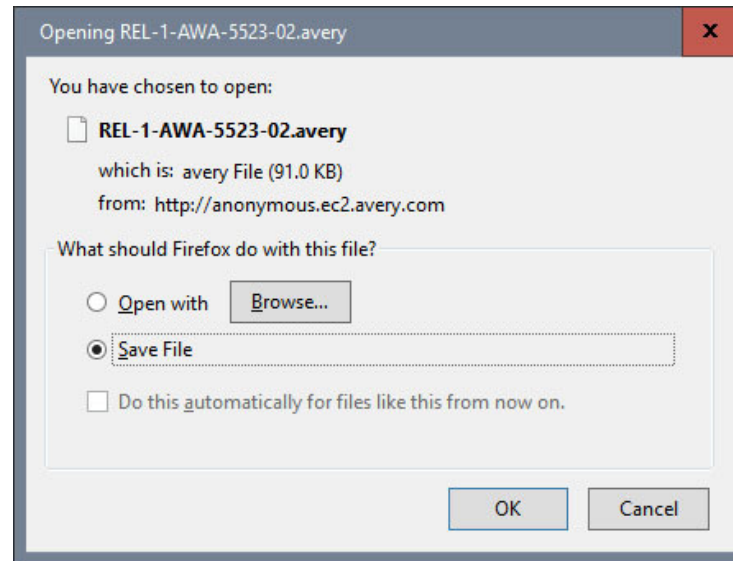 Opening REL-1-AWA-5523-02.avery
x
You have chosen to open:
REL-1-AWA-5523-02.avery
which is: avery File (91.0 KB)
from: http://anonymous.ec2.avery.com
What should Firefox do with this file?
Open with Browse...
Save File
Do this automatically for files like this from now on.
OK Cancel